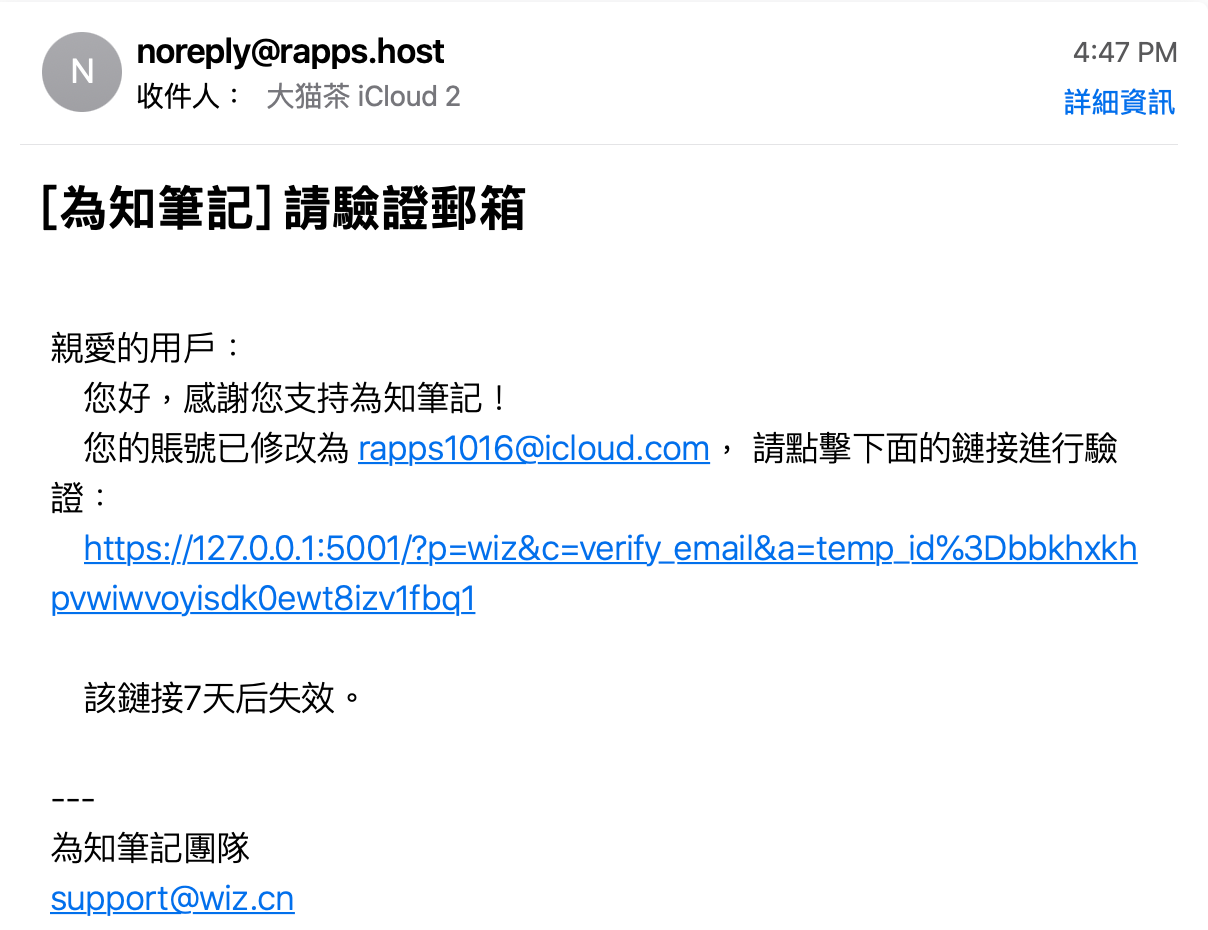 N
noreply@rapps.host
4:47 PM
收件人： 大猫茶 iCloud 2
詳細資訊
[為知筆記] 請驗證郵箱
親愛的用戶：
您好，感謝您支持為知筆記！
您的賬號已修改為 rapps1016@icloud.com， 請點擊下面的鏈接進行驗
證：
https://127.0.0.1:5001/?p=wiz&c=verify_email&a=temp_id%3Dbbkhxkh
pvwiwvoyisdk0ewt8izv1fbq1
該鏈接7天后失效。
---
為知筆記團隊
support@wiz.cn